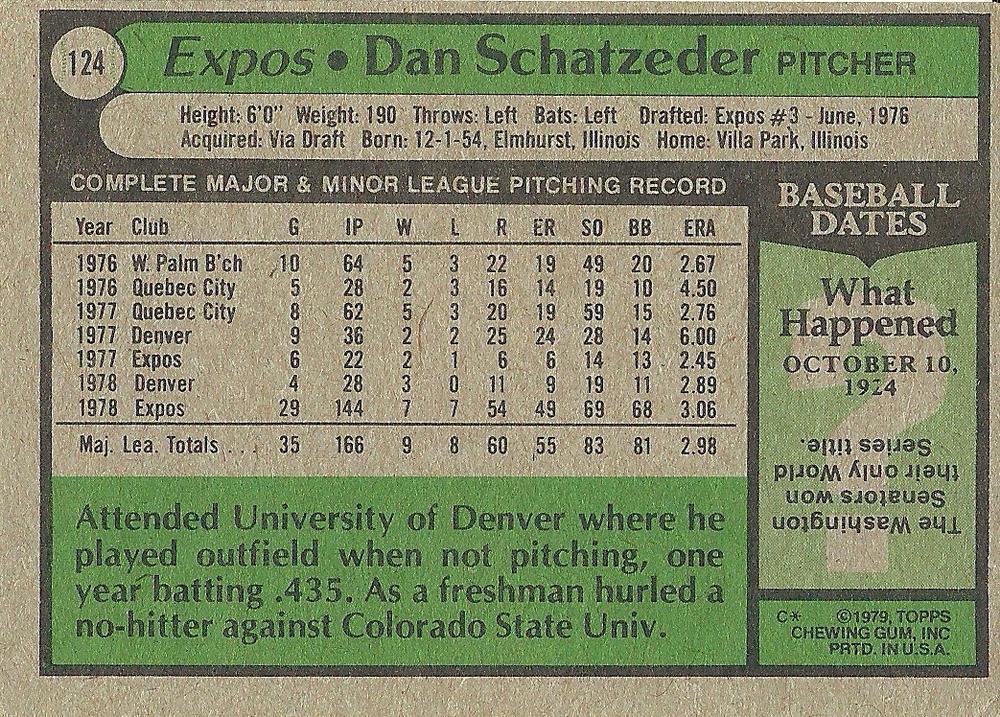 124
Expos • Dan Schatzeder PITCHER
Height: 6'0" Weight: 190 Throws: Left Bats: Left Drafted: Expos #3 - June, 1976
Acquired: Via Draft Born: 12-1-54, Elmhurst, Illinois Home: Villa Park, Illinois
COMPLETE MAJOR & MINOR LEAGUE PITCHING RECORD
Year Club G IP W L R ER SO BB ERA
1976 W. Palm B'ch 10 64 5 3 22 19 49 20 2.67
1976 Quebec City 5 28 2 3 16 14 19 10 4.50
1977 Quebec City 8 62 5 3 20 19 59 15 2.76
1977 Denver 9 36 2 2 25 24 28 14 6.00
1977 Expos 6 22 2 1 6 6 14 13 2.45
1978 Denver 4 28 3 0 11 9 19 11 2.89
1978 Expos 29 144 7 7 54 49 69 68 3.06
Maj. Lea. Totals . . . 35 166 9 8 60 55 83 81 2.98
Attended University of Denver where he
played outfield when not pitching, one
year batting .435. As a freshman hurled a
no-hitter against Colorado State Univ.
BASEBALL
DATES
What
Happened
OCTOBER 10,
1924
?
The Washington
Senators won
their only World
Series title.
C* ©1979, TOPPS
CHEWING GUM, INC
PRTD. IN U.S.A.